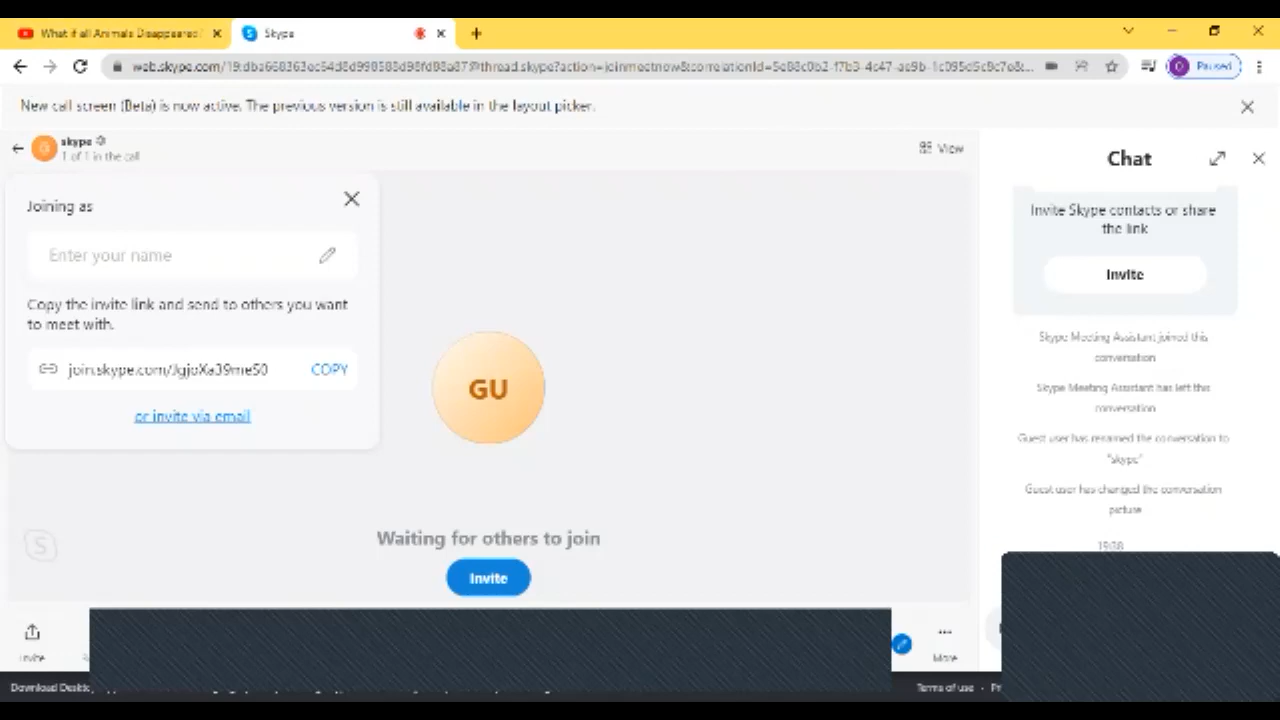 What if all Animals Disappeared?
Skype
Paused
New call screen (Beta) is now active. The previous version is still available in the layout picker.
skype
1 of 1 in the call
View
Joining as
Enter your name
Copy the invite link and send to others you want
to meet with.
join.skype.com/JgjoXa39meS0
COPY
or invite via email
GU
Waiting for others to join
Invite
Invite
More
Chat
Invite Skype contacts or share
the link
Invite
Skype Meeting Assistant joined this
conversation
Skype Meeting Assistant has left this
conversation
Guest user has renamed the conversation to
"skype"
Guest user has changed the conversation
picture
19:38
Download
Terms of use